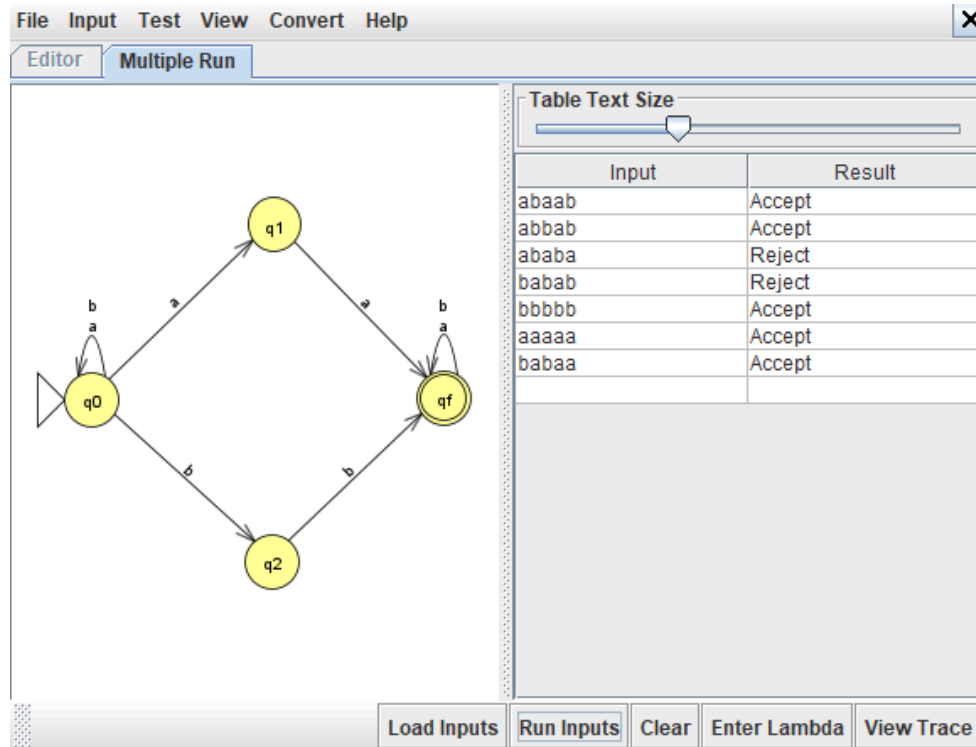 File Input Test View Convert Help
Editor Multiple Run
Table Text Size
Input Result
abaab Accept
abbab Accept
ababa Reject
babab Reject
bbbbb Accept
aaaaa Accept
babaa Accept
q1
a
a
b
a
b
a
q0
qf
b
b
q2
Load Inputs Run Inputs Clear Enter Lambda View Trace